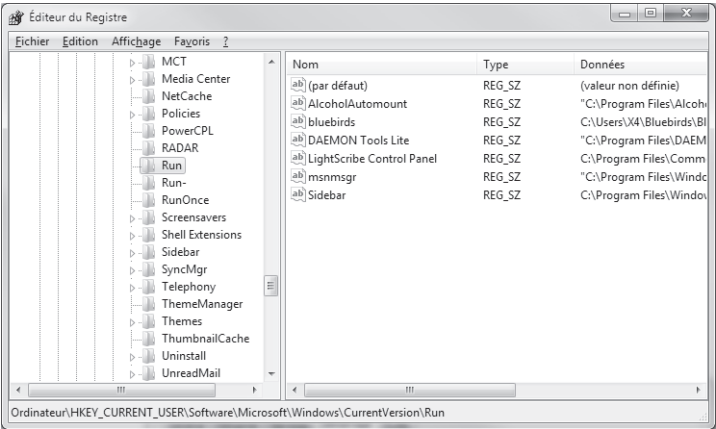 Éditeur du Registre
Fichier Edition Affichage Favoris ?
MCT
Media Center
NetCache
Policies
PowerCPL
RADAR
Run
Run-
RunOnce
Screensavers
Shell Extensions
Sidebar
SyncMgr
Telephony
ThemeManager
Themes
ThumbnailCache
Uninstall
UnreadMail
Nom Type Données
(par défaut) REG_SZ (valeur non définie)
AlcoholAutomount REG_SZ "C:\Program Files\Alcoh
bluebirds REG_SZ C:\Users\X4\Bluebirds\Bl
DAEMON Tools Lite REG_SZ "C:\Program Files\DAEM
LightScribe Control Panel REG_SZ C:\Program Files\Comm
msnmsgr REG_SZ "C:\Program Files\Windo
Sidebar REG_SZ C:\Program Files\Window
Ordinateur\HKEY_CURRENT_USER\Software\Microsoft\Windows\CurrentVersion\Run